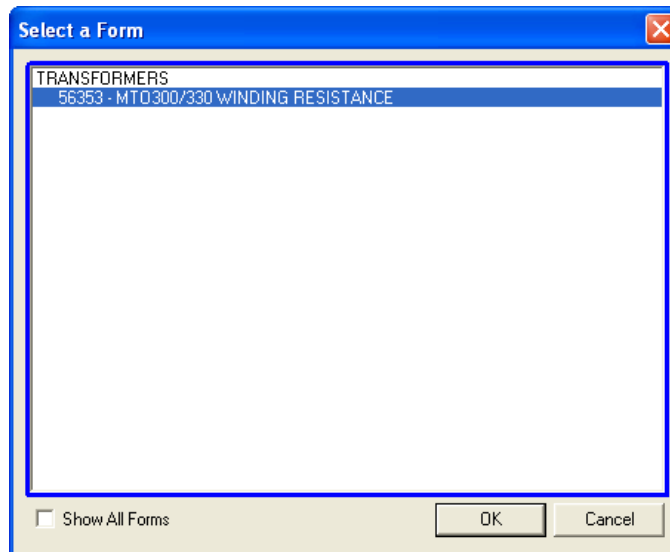 Select a Form
TRANSFORMERS
56353 - MTO300/330 WINDING RESISTANCE
Show All Forms
OK
Cancel